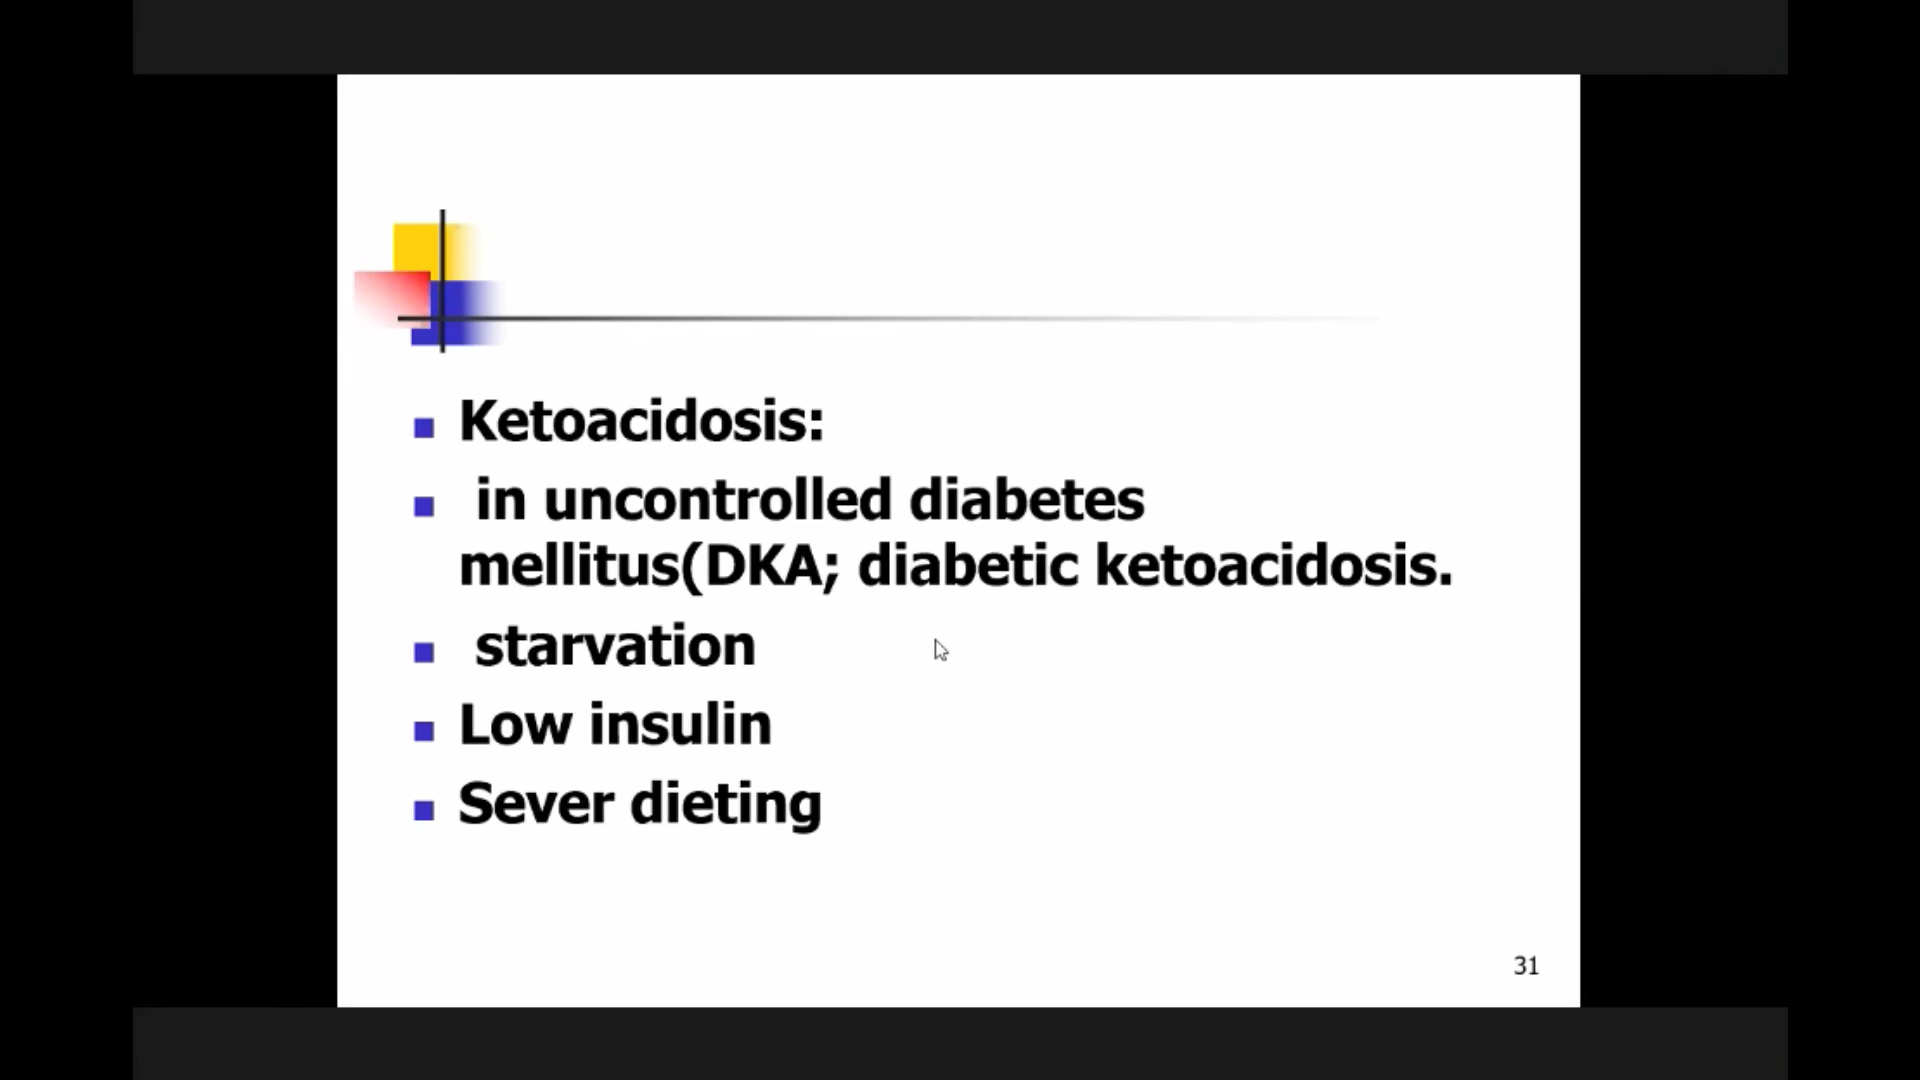 Ketoacidosis:
in uncontrolled diabetes
mellitus(DKA; diabetic ketoacidosis.
starvation
Low insulin
Sever dieting
31